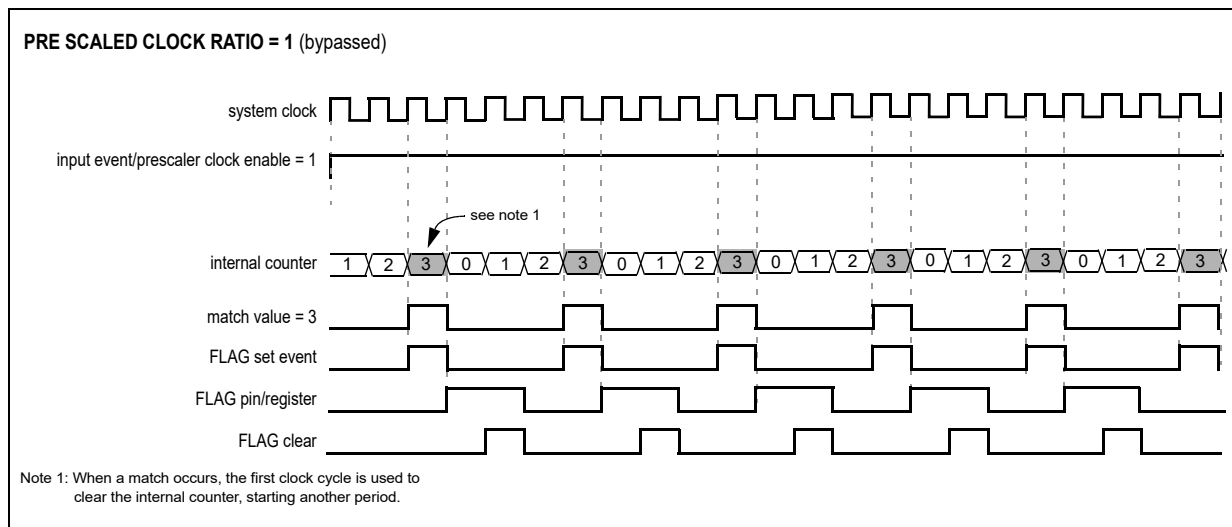 PRE SCALED CLOCK RATIO = 1 (bypassed)
system clock
input event/prescaler clock enable = 1
see note 1
internal counter 1 2 3 0 1 2 3 0 1 2 3 0 1 2 3 0 1 2 3 0 1 2 3
match value = 3
FLAG set event
FLAG pin/register
FLAG clear
Note 1: When a match occurs, the first clock cycle is used to
clear the internal counter, starting another period.